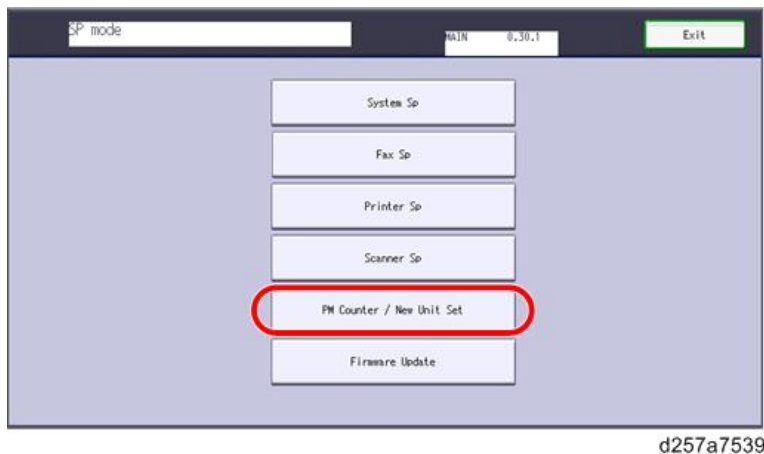 SP mode
MAIN 0.30.1
Exit
System Sp
Fax Sp
Printer Sp
Scanner Sp
PM Counter / New Unit Set
Firmware Update
d257a7539